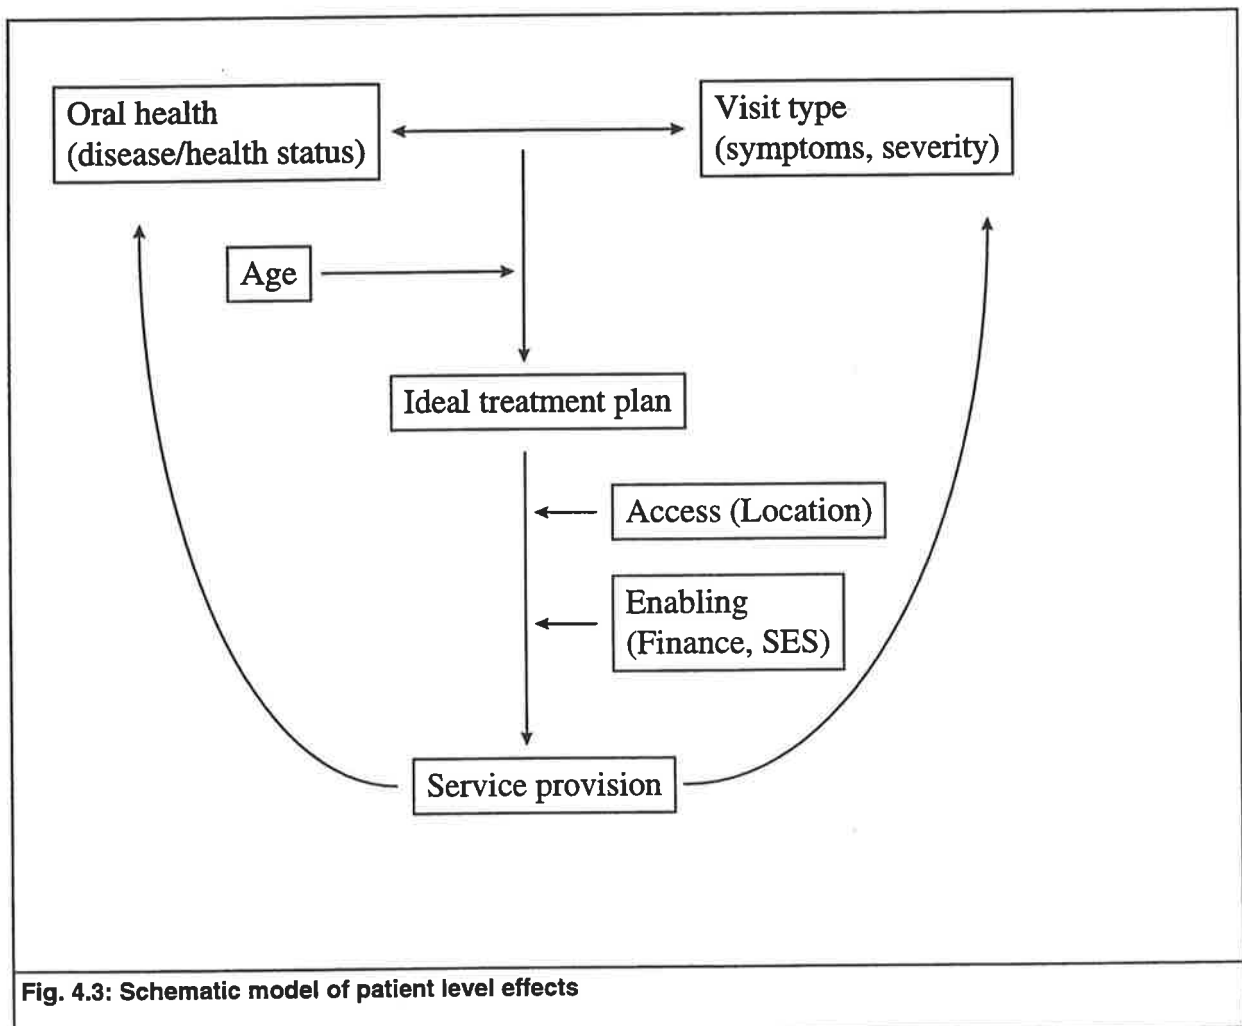 Oral health
(disease/health status)
Visit type
(symptoms, severity)
Age
Ideal treatment plan
Access (Location)
Enabling
(Finance, SES)
Service provision
Fig. 4.3: Schematic model of patient level effects